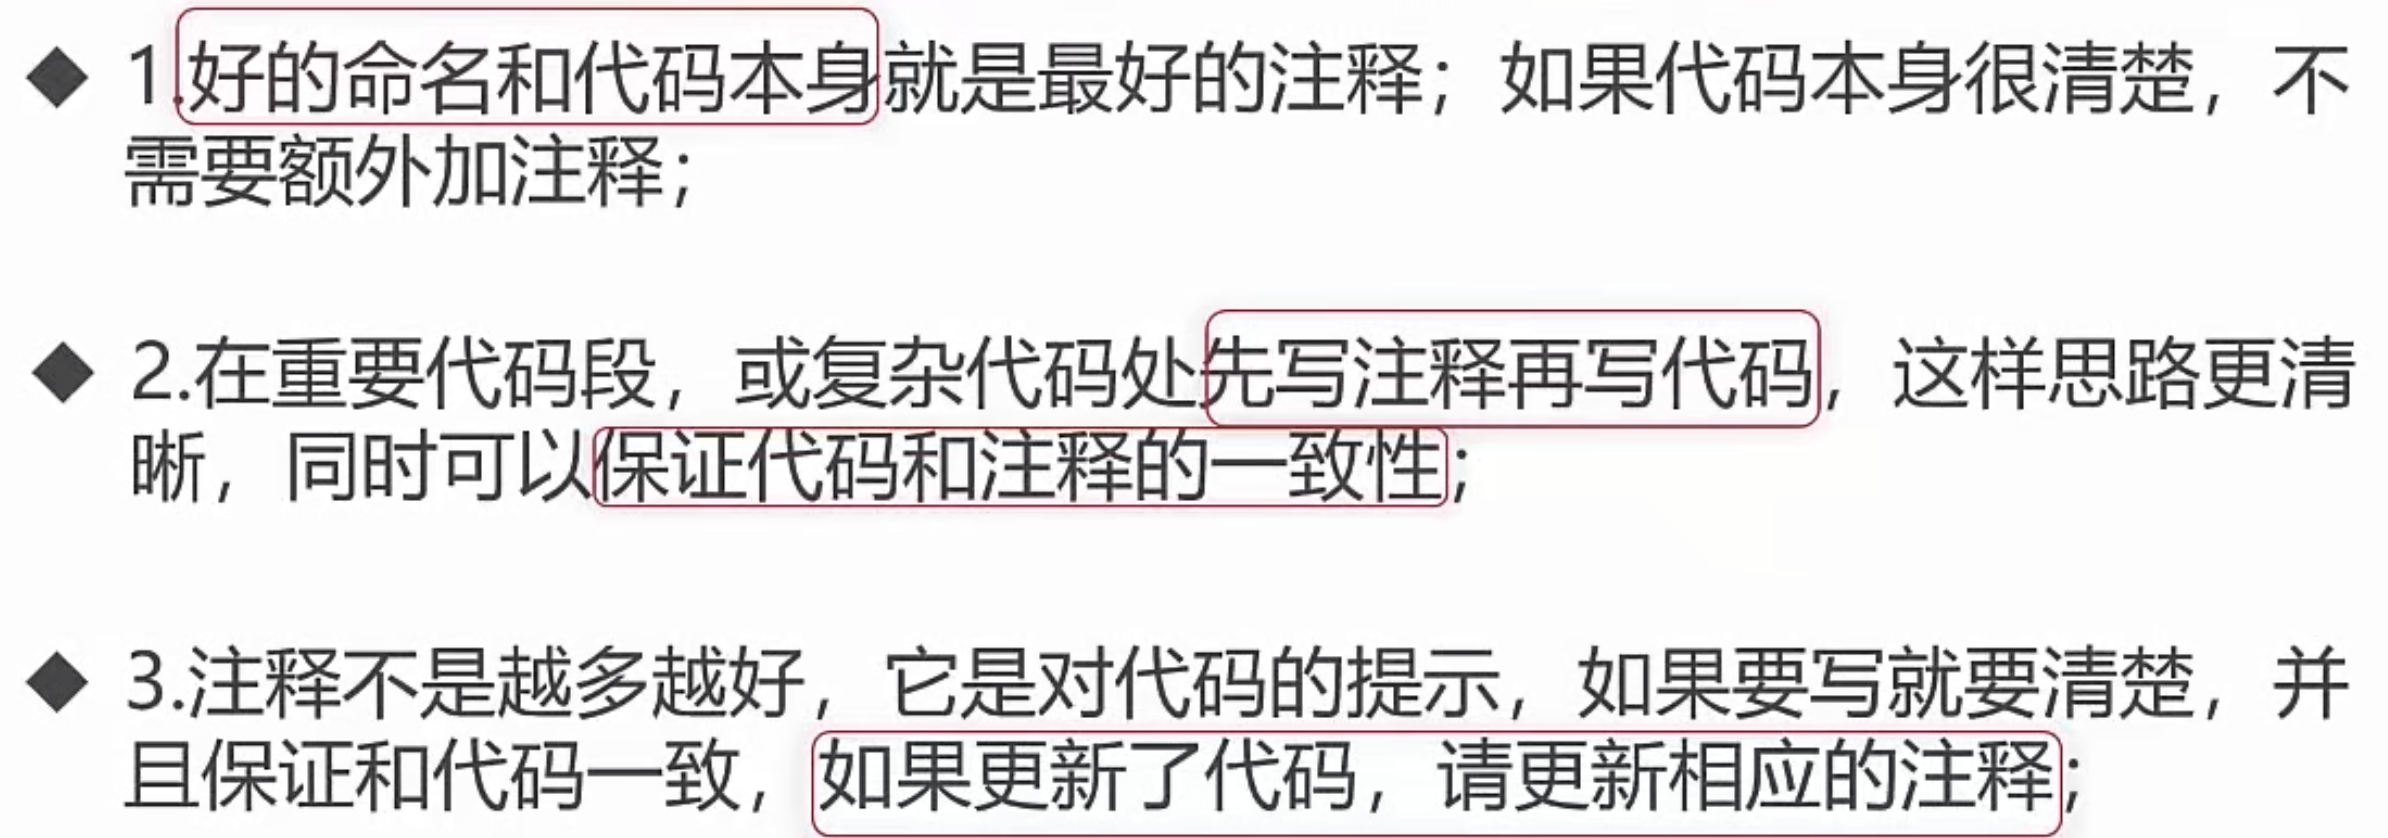 ◆ 1.好的命名和代码本身就是最好的注释；如果代码本身很清楚，不
需要额外加注释；
◆ 2.在重要代码段，或复杂代码处先写注释再写代码，这样思路更清
晰，同时可以保证代码和注释的一致性；
◆ 3.注释不是越多越好，它是对代码的提示，如果要写就要清楚，并
且保证和代码一致，如果更新了代码，请更新相应的注释；